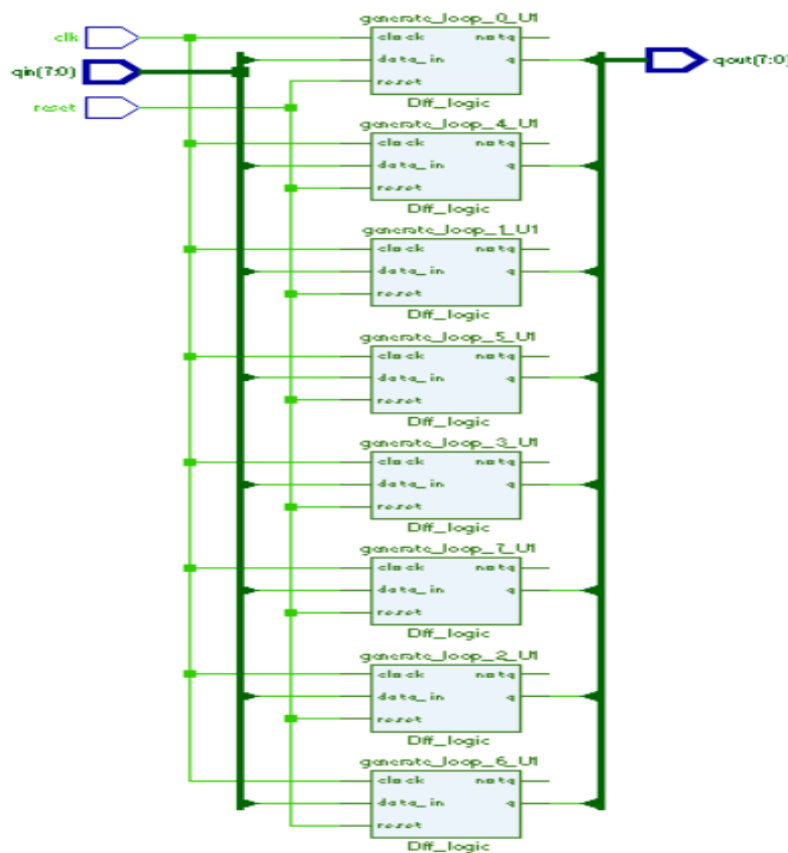 generate_loop_0_U1
clk
clock notq
qin(7:0)
data_in q
qout(7:0)
reset
reset
Dff_logic
generate_loop_4_U1
clock notq
data_in q
reset
Dff_logic
generate_loop_1_U1
clock notq
data_in q
reset
Dff_logic
generate_loop_5_U1
clock notq
data_in q
reset
Dff_logic
generate_loop_3_U1
clock notq
data_in q
reset
Dff_logic
generate_loop_7_U1
clock notq
data_in q
reset
Dff_logic
generate_loop_2_U1
clock notq
data_in q
reset
Dff_logic
generate_loop_6_U1
clock notq
data_in q
reset
Dff_logic